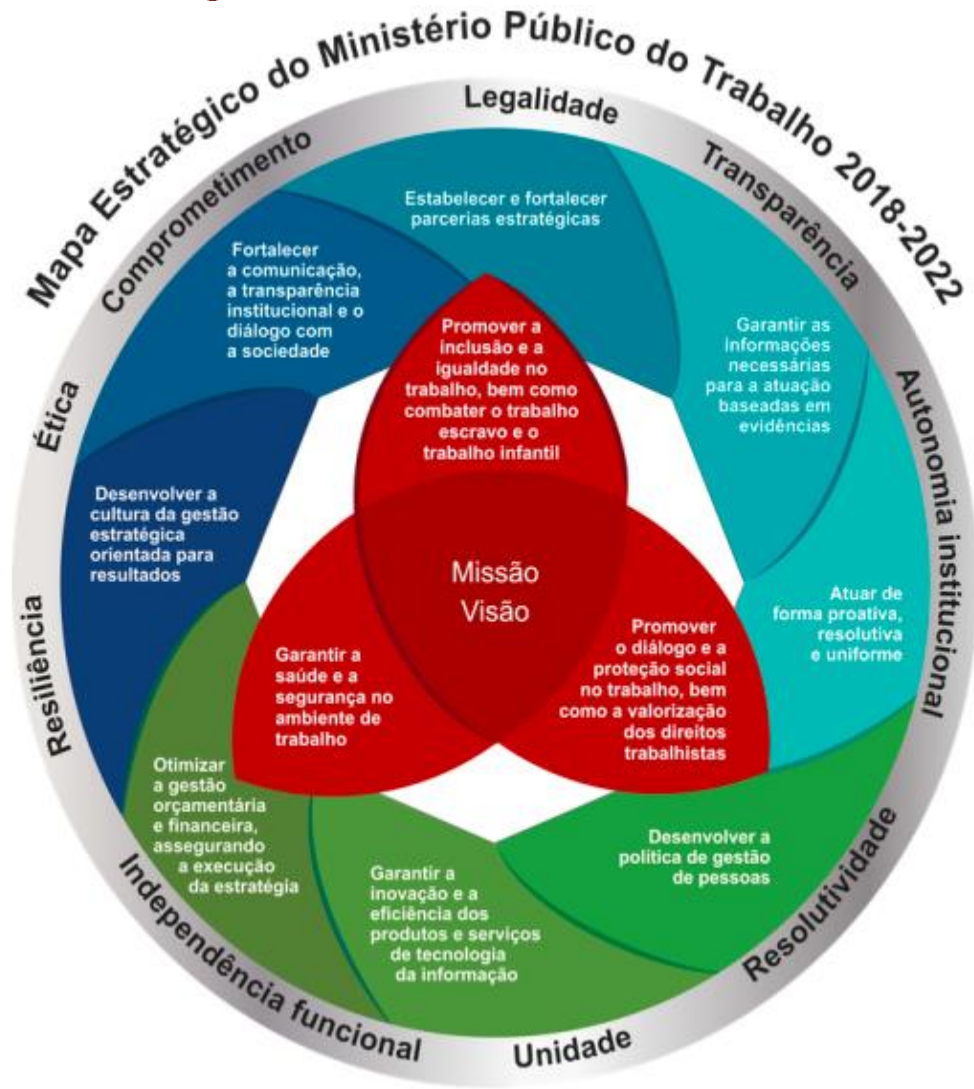 Mapa Estratégico do Ministério Público do Trabalho 2018-2022
Legalidade
Transparência
Autonomia institucional
Resolutividade
Unidade
Independência funcional
Resiliência
Ética
Comprometimento
Estabelecer e fortalecer
parcerias estratégicas
Garantir as
informações
necessárias
para a atuação
baseadas em
evidências
Atuar de
forma proativa,
resolutiva
e uniforme
Desenvolver a
política de gestão
de pessoas
Garantir a
inovação e a
eficiência dos
produtos e serviços
de tecnologia
da informação
Otimizar
a gestão
orçamentária
e financeira,
assegurando
a execução
da estratégia
Desenvolver a
cultura da gestão
estratégica
orientada para
resultados
Fortalecer
a comunicação,
a transparência
institucional e o
diálogo com
a sociedade
Promover a
inclusão e a
igualdade no
trabalho, bem como
combater o trabalho
escravo e o
trabalho infantil
Missão
Visão
Garantir a
saúde e a
segurança no
ambiente de
trabalho
Promover
o diálogo e a
proteção social
no trabalho, bem
como a valorização
dos direitos
trabalhistas